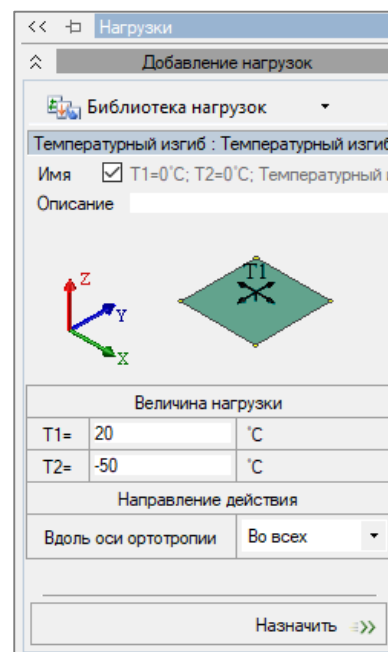 << Нагрузки
Добавление нагрузок
Библиотека нагрузок
Температурный изгиб : Температурный изгиб
Имя T1=0°C; T2=0°C; Температурный
Описание
Z
Y
X
T1
Величина нагрузки
T1= 20 °C
T2= -50 °C
Направление действия
Вдоль оси ортотропии Во всех
Назначить